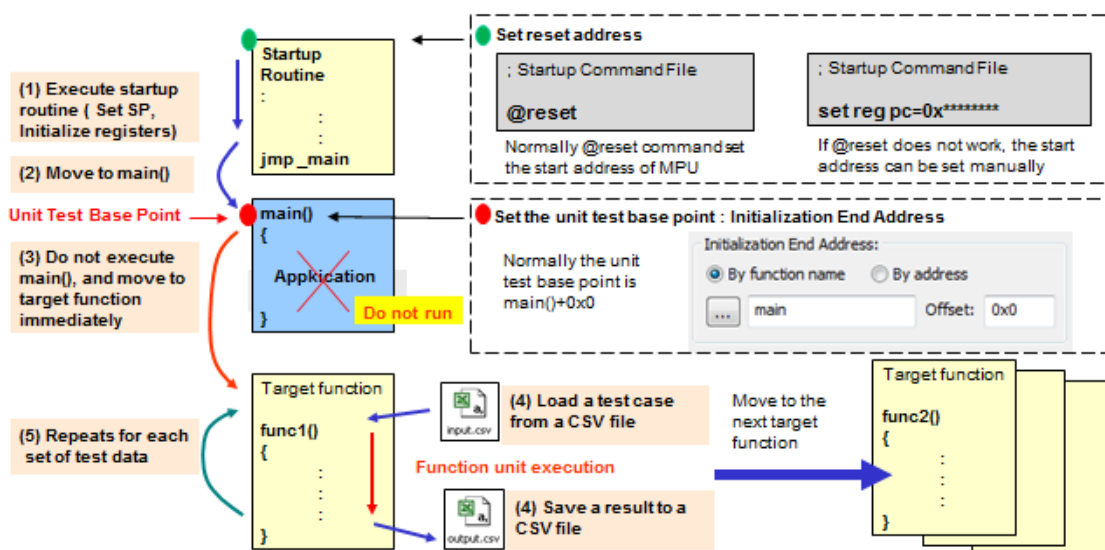 Startup
Routine
:
:
:
jmp _main
(1) Execute startup
routine ( Set SP,
Initialize registers)
(2) Move to main()
Set reset address
; Startup Command File
@reset
Normally @reset command set
the start address of MPU
; Startup Command File
set reg pc=0x********
If @reset does not work, the start
address can be set manually
Unit Test Base Point
main()
{
Appkication
}
Do not run
(3) Do not execute
main(), and move to
target function
immediately
Set the unit test base point : Initialization End Address
Normally the unit
test base point is
main()+0x0
Initialization End Address:
By function name
By address
...
main
Offset:
0x0
Target function
func1()
{
:
:
:
:
}
(5) Repeats for each
set of test data
a,
input.csv
(4) Load a test case
from a CSV file
Function unit execution
a,
output.csv
(4) Save a result to a
CSV file
Move to the
next target
function
Target function
func2()
{
:
:
:
}